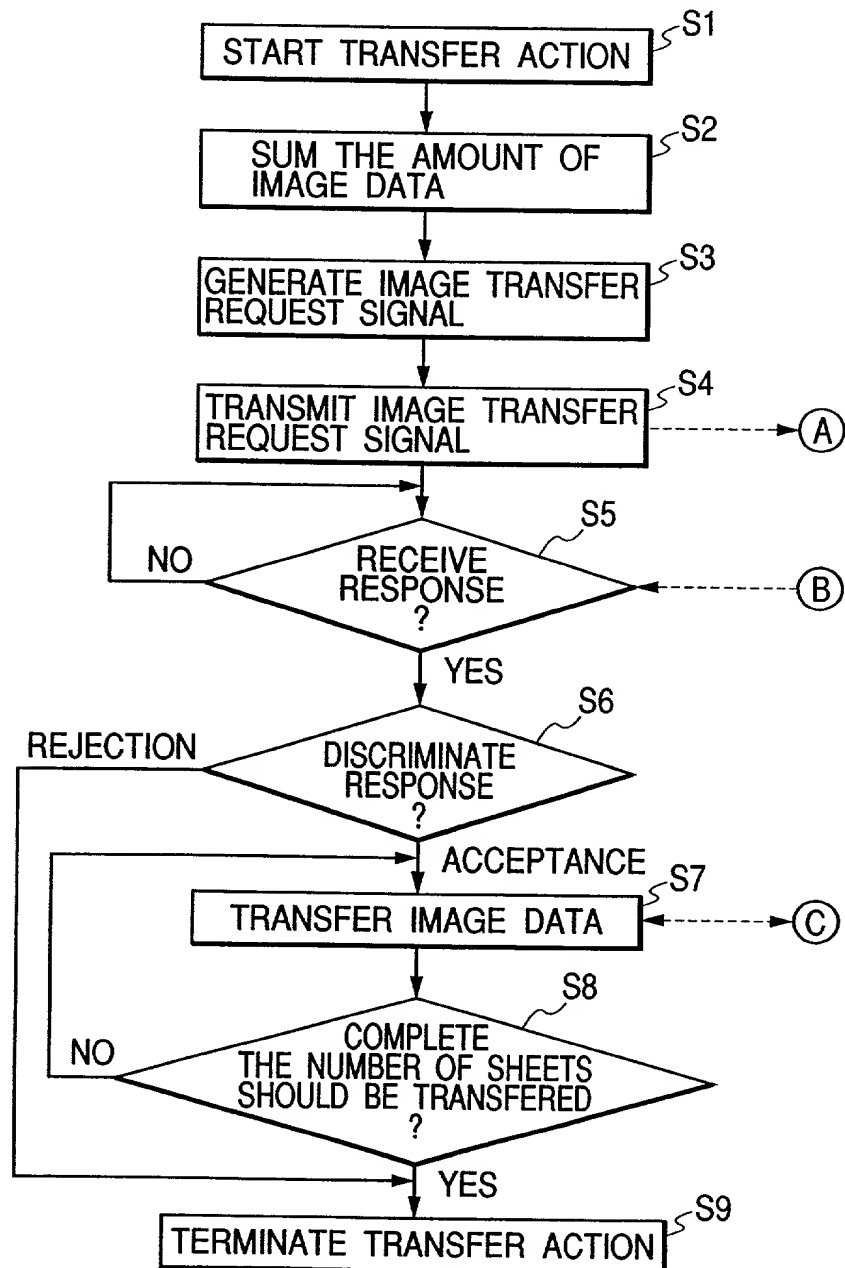 S1
START TRANSFER ACTION
S2
SUM THE AMOUNT OF
IMAGE DATA
S3
GENERATE IMAGE TRANSFER
REQUEST SIGNAL
S4
TRANSMIT IMAGE TRANSFER
REQUEST SIGNAL
A
S5
NO
RECEIVE
RESPONSE
?
B
YES
S6
REJECTION
DISCRIMINATE
RESPONSE
?
ACCEPTANCE
S7
TRANSFER IMAGE DATA
C
S8
NO
COMPLETE
THE NUMBER OF SHEETS
SHOULD BE TRANSFERED
?
YES
S9
TERMINATE TRANSFER ACTION